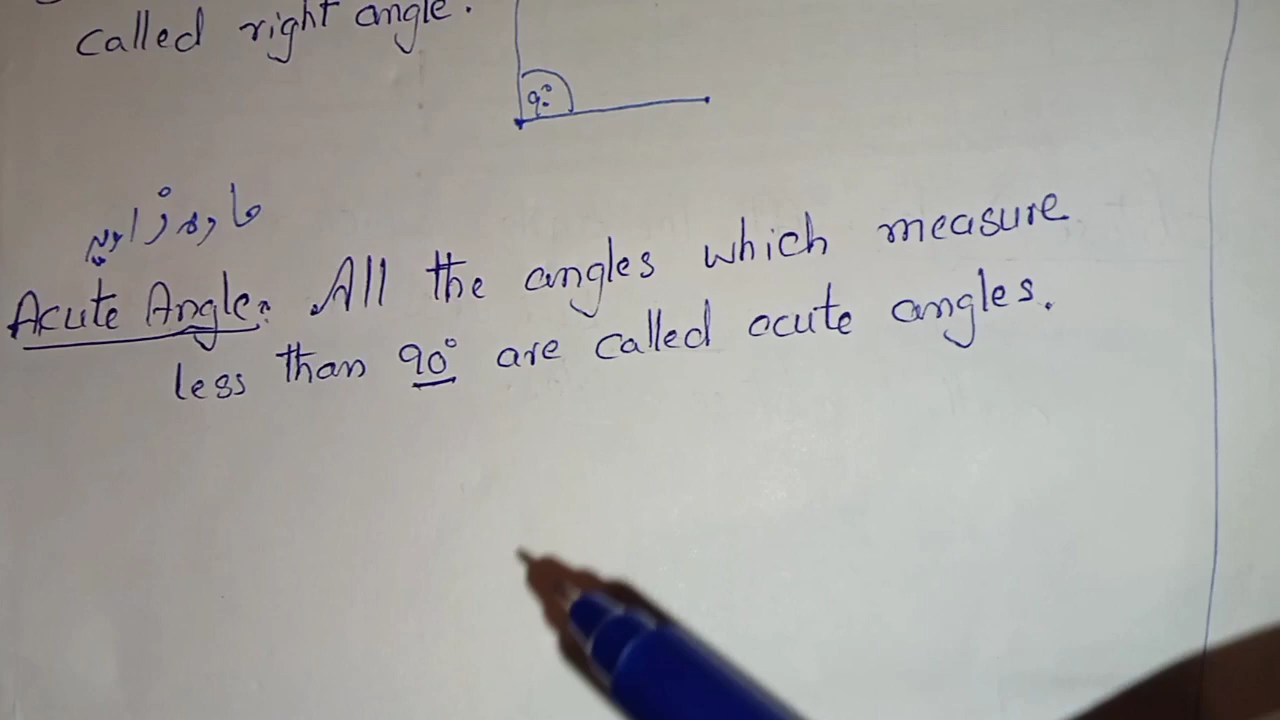 called right angle.
90°
حادہ زاویہ
Acute Angle: All the angles which measure
less than 90° are called acute angles.